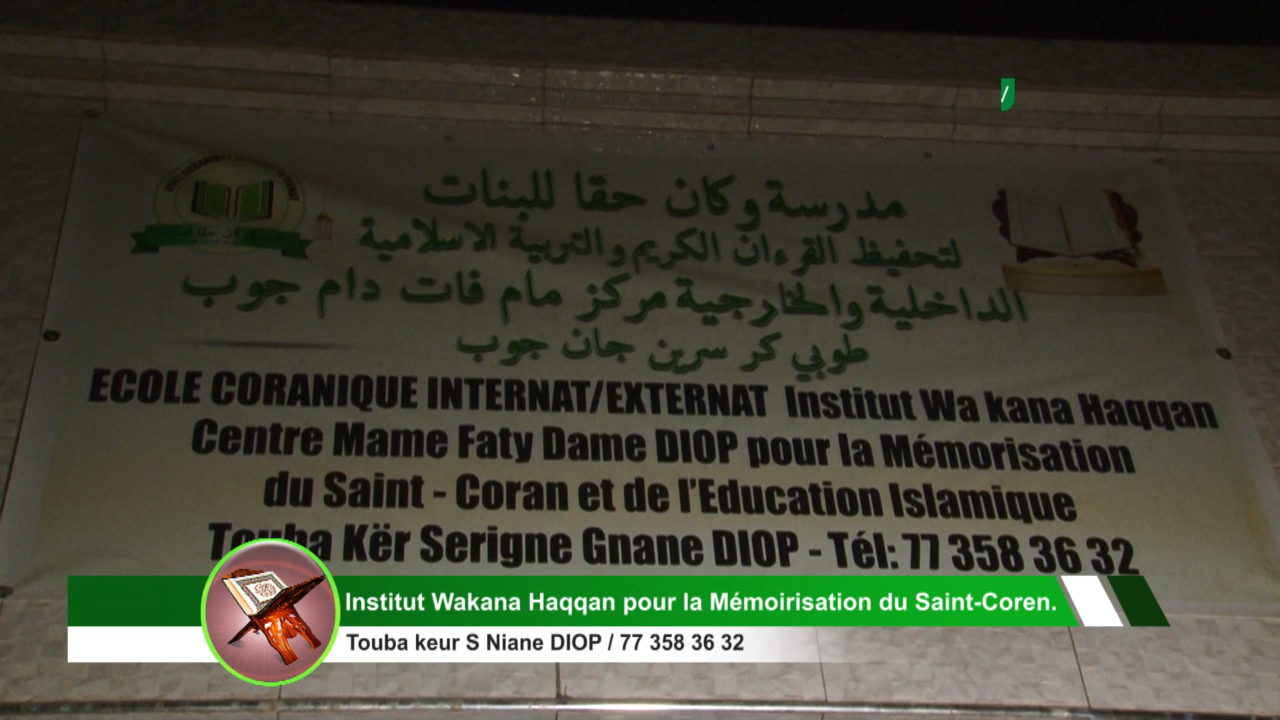 مدرسة وكان حقا للبنات
لتحفيظ القرءان الكريم والتربية الاسلامية
الداخلية والخارجية مركز مام فات دام جوب
طوبي كر سرين جان جوب
ECOLE CORANIQUE INTERNAT/EXTERNAT Institut Wa kana Haqqan
Centre Mame Faty Dame DIOP pour la Mémorisation
du Saint - Coran et de l'Education Islamique
Touba Kër Serigne Gnane DIOP - Tél: 77 358 36 32
Institut Wakana Haqqan pour la Mémoirisation du Saint-Coren.
Touba keur S Niane DIOP / 77 358 36 32